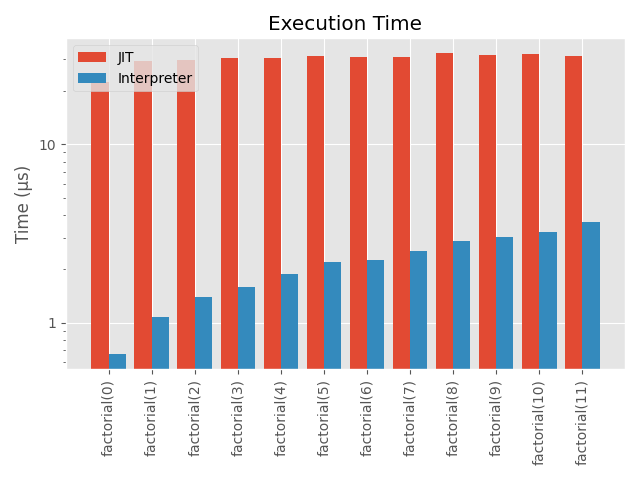 Execution Time
JIT
Interpreter
Time (µs)
10
1
factorial(0)
factorial(1)
factorial(2)
factorial(3)
factorial(4)
factorial(5)
factorial(6)
factorial(7)
factorial(8)
factorial(9)
factorial(10)
factorial(11)